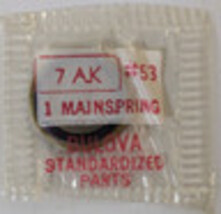 7 AK #53
1 MAINSPRING
BULOVA
STANDARDIZED
PARTS